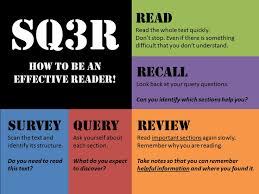 SQ3R
HOW TO BE AN
EFFECTIVE READER!
READ
Read the whole text quickly.
Don't stop. Even if there is something
difficult that you don't understand.
RECALL
Look back at your query questions.
Can you identify which sections help you?
SURVEY
Scan the text and
identify its structure.
Do you need to read
this text?
QUERY
Ask yourself about
each section.
What do you expect
to discover?
REVIEW
Read important sections again slowly.
Remember why you are reading.
Take notes so that you can remember
helpful information and where you found it.